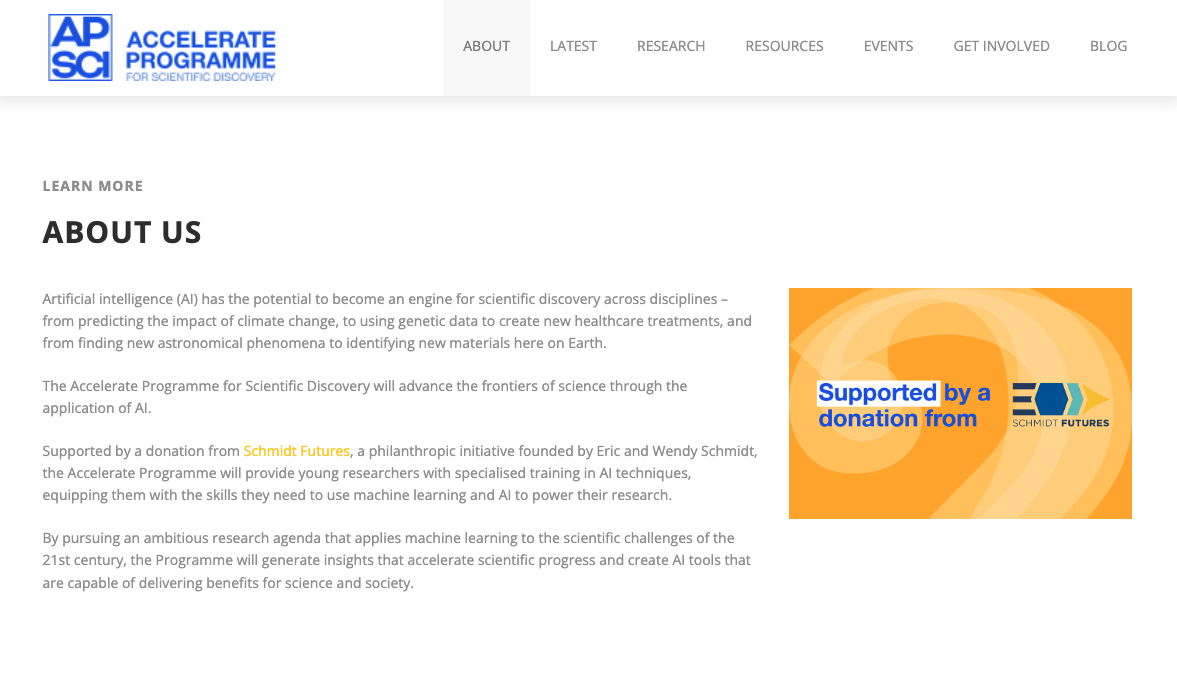 AP
SCI
ACCELERATE
PROGRAMME
FOR SCIENTIFIC DISCOVERY
ABOUT
LATEST
RESEARCH
RESOURCES
EVENTS
GET INVOLVED
BLOG
LEARN MORE
ABOUT US
Artificial intelligence (AI) has the potential to become an engine for scientific discovery across disciplines –
from predicting the impact of climate change, to using genetic data to create new healthcare treatments, and
from finding new astronomical phenomena to identifying new materials here on Earth.
The Accelerate Programme for Scientific Discovery will advance the frontiers of science through the
application of AI.
Supported by a donation from Schmidt Futures, a philanthropic initiative founded by Eric and Wendy Schmidt,
the Accelerate Programme will provide young researchers with specialised training in AI techniques,
equipping them with the skills they need to use machine learning and AI to power their research.
By pursuing an ambitious research agenda that applies machine learning to the scientific challenges of the
21st century, the Programme will generate insights that accelerate scientific progress and create AI tools that
are capable of delivering benefits for science and society.
Supported by a
donation from
SCHMIDT FUTURES